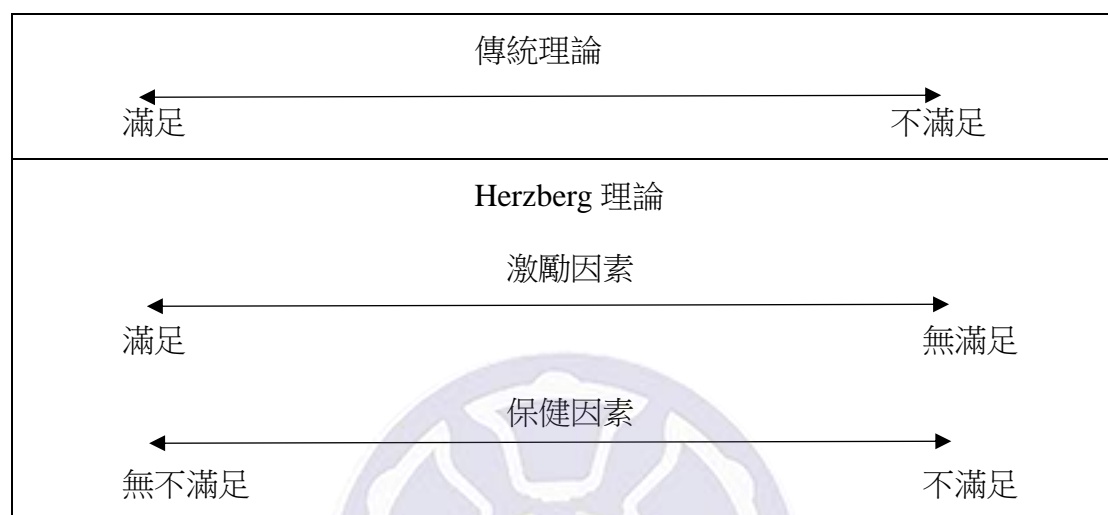 傳統理論
滿足 不滿足
Herzberg 理論
激勵因素
滿足 無滿足
保健因素
無不滿足 不滿足